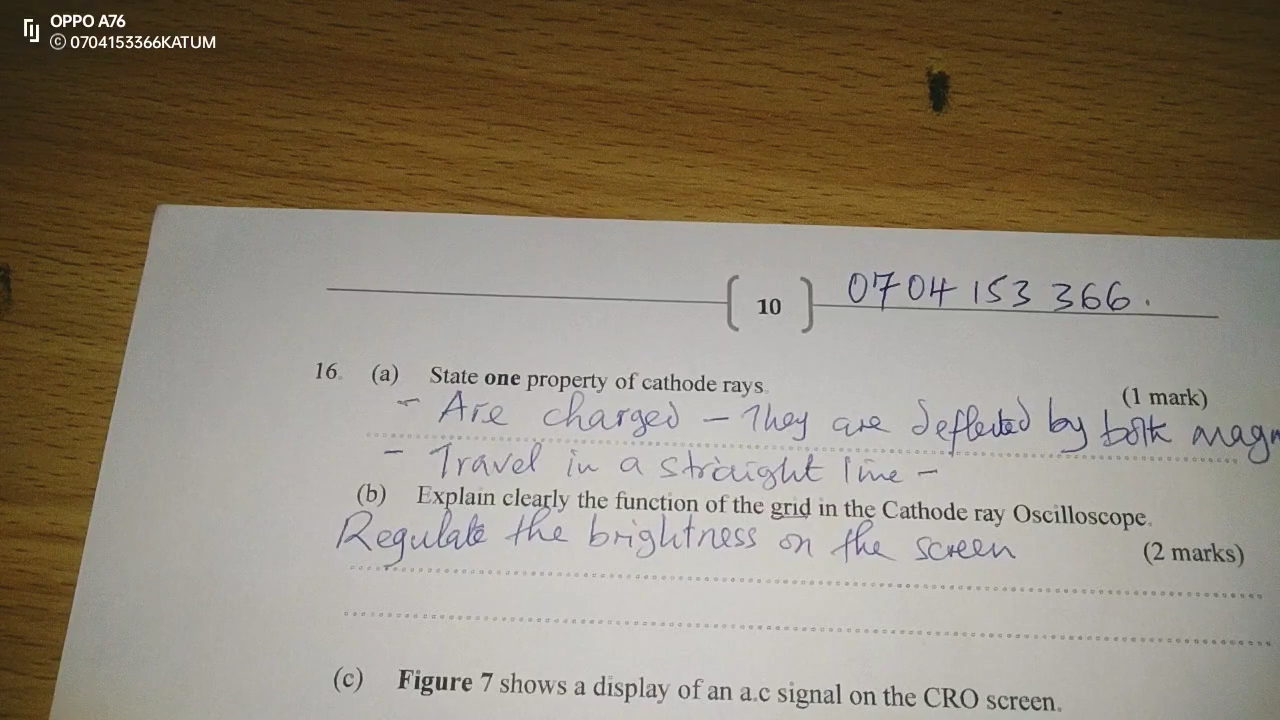 OPPO A76
© 0704153366KATUM
10 0704 153 366.
16. (a) State one property of cathode rays.
(1 mark)
- Are charged - They are deflected by both
- Travel in a straight line -
(b) Explain clearly the function of the grid in the Cathode ray Oscilloscope.
Regulate the brightness on the screen
(2 marks)
(c) Figure 7 shows a display of an a.c signal on the CRO screen.